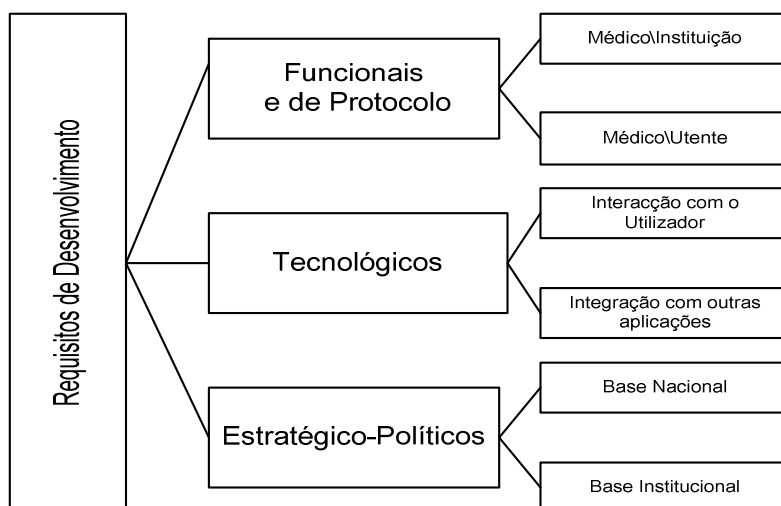 Requisitos de Desenvolvimento
Funcionais
e de Protocolo
Médico\Instituição
Médico\Utente
Tecnológicos
Interacção com o
Utilizador
Integração com outras
aplicações
Estratégico-Políticos
Base Nacional
Base Institucional